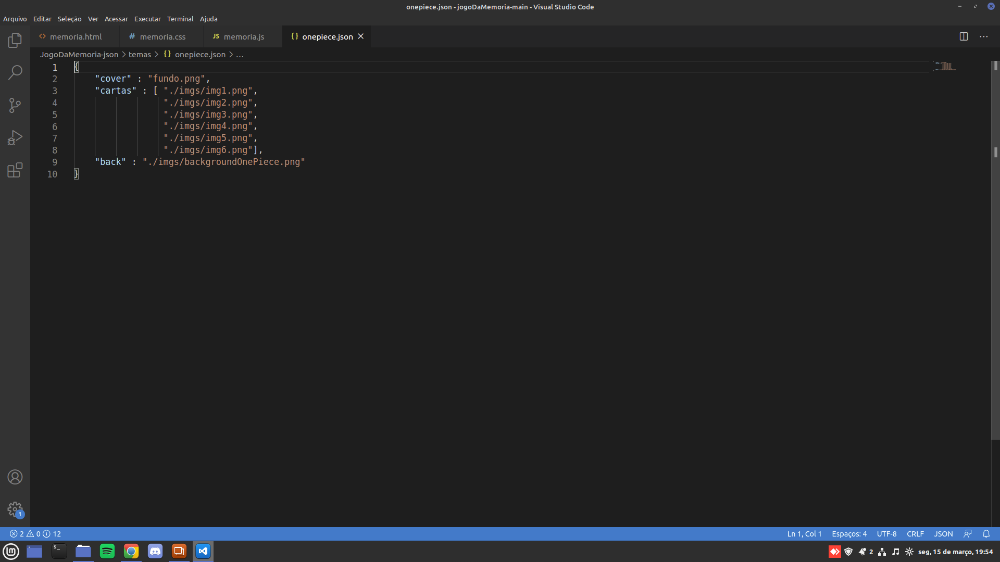 onepiece.json - jogoDaMemoria-main - Visual Studio Code
Arquivo Editar Seleção Ver Acessar Executar Terminal Ajuda
memoria.html # memoria.css JS memoria.js {} onepiece.json
JogoDaMemoria-json > temas > {} onepiece.json > ...
1 {
2 "cover" : "fundo.png",
3 "cartas" : [ "./imgs/img1.png",
4 "./imgs/img2.png",
5 "./imgs/img3.png",
6 "./imgs/img4.png",
7 "./imgs/img5.png",
8 "./imgs/img6.png"],
9 "back" : "./imgs/backgroundOnePiece.png"
10 }
1
2 0 12 Ln 1, Col 1 Espaços: 4 UTF-8 CRLF JSON
2 seg, 15 de março, 19:54